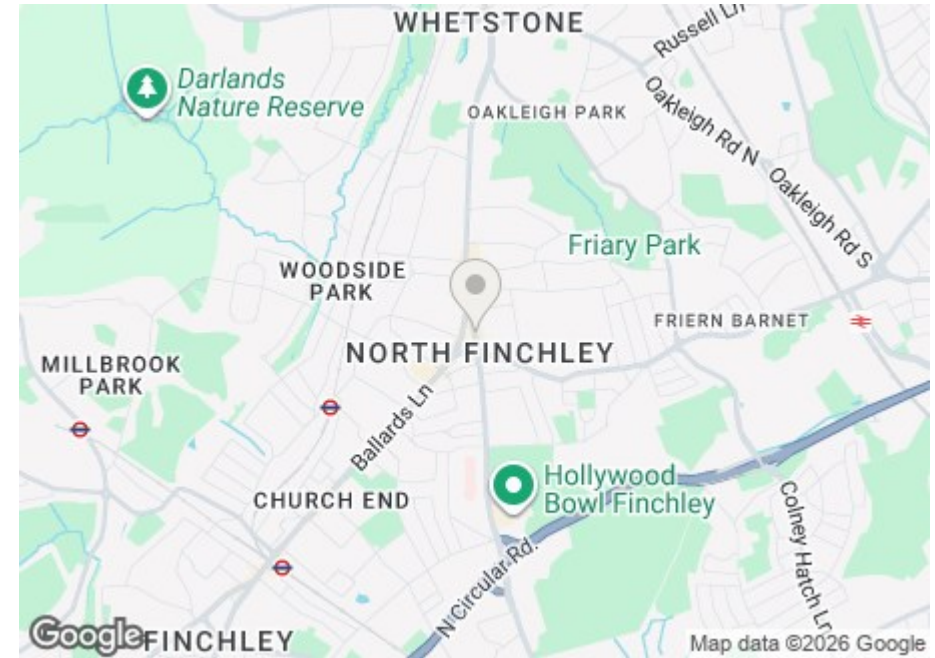 WHETSTONE
Russell Ln
Darlands
Nature Reserve
OAKLEIGH PARK
Oakleigh Rd N
Oakleigh Rd S
Friary Park
WOODSIDE
PARK
FRIERN BARNET
NORTH FINCHLEY
MILLBROOK
PARK
Ballards Ln
Hollywood
Bowl Finchley
CHURCH END
Colney Hatch Ln
N Circular Rd.
Google
FINCHLEY
Map data ©2026 Google